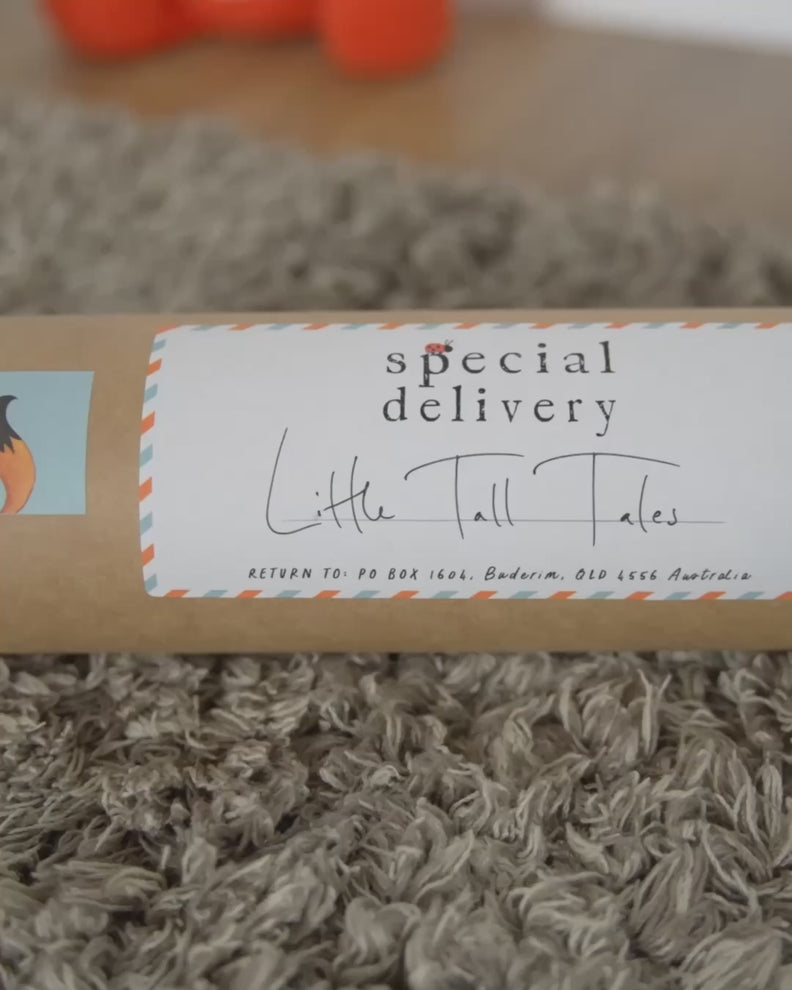 special
delivery
Little Tall Tales
RETURN TO: PO BOX 1604, Buderim, QLD 4556 Australia